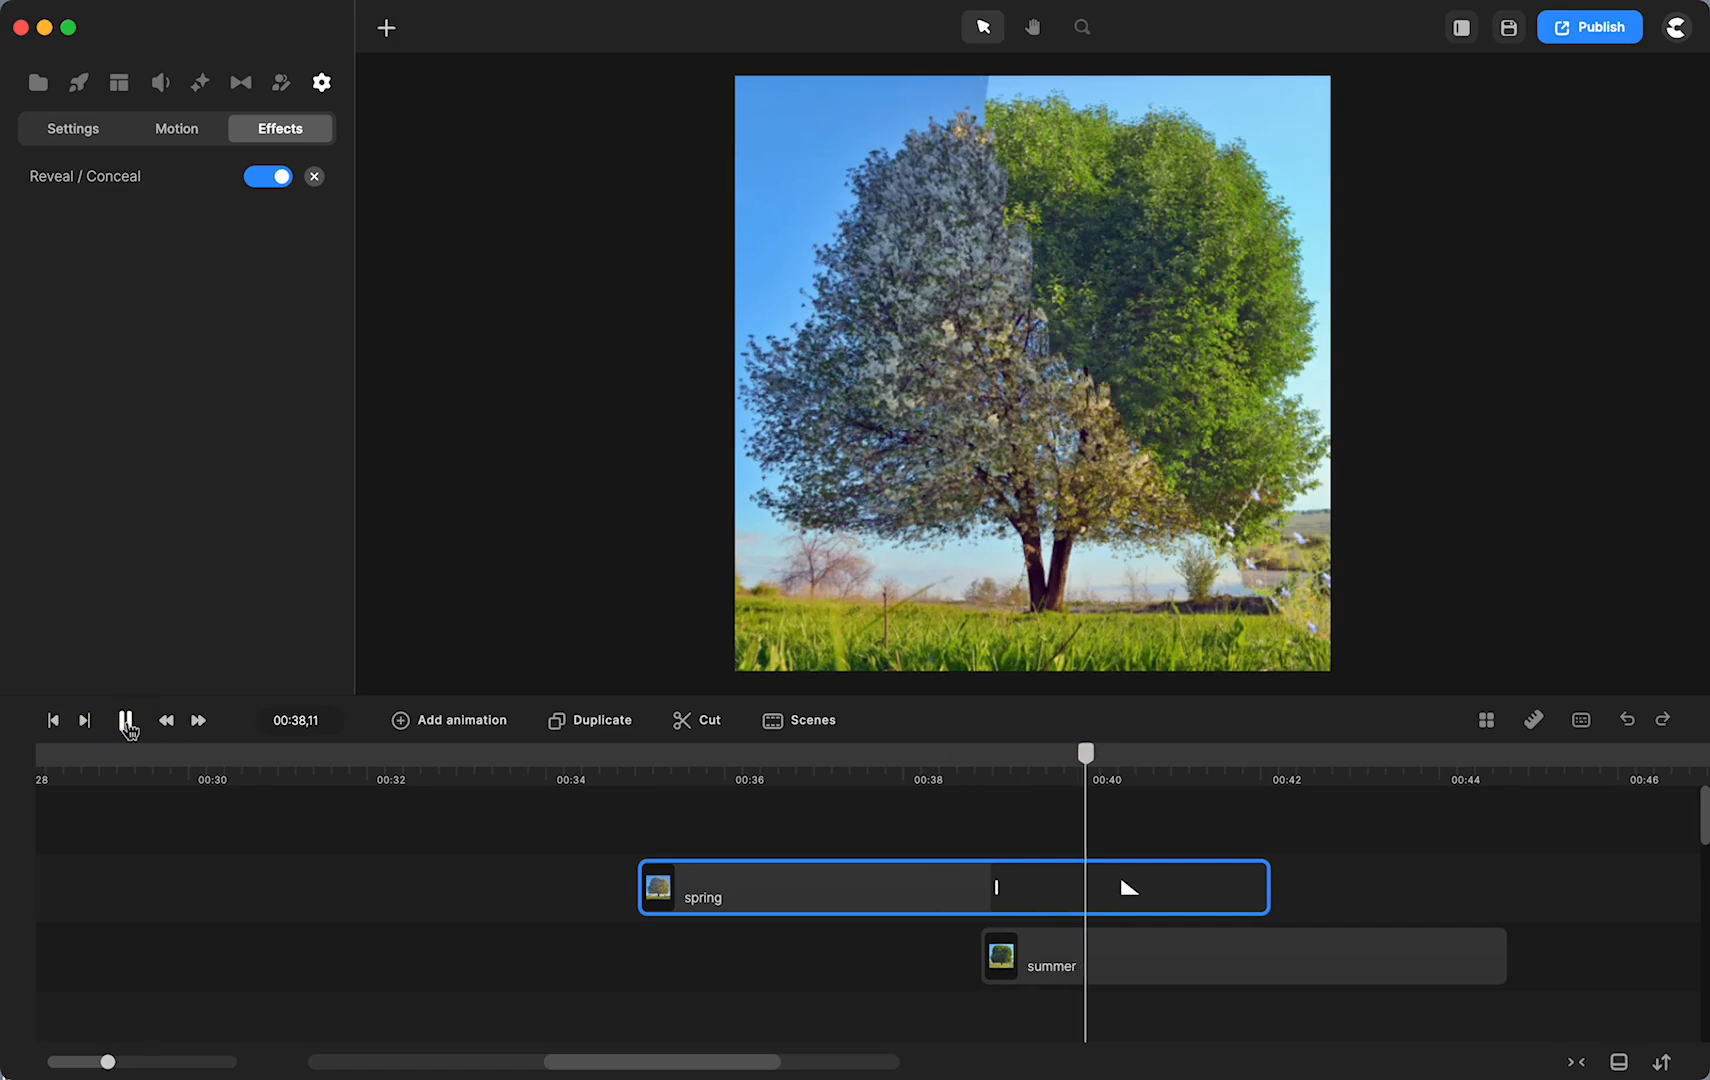 Publish
Settings Motion Effects
Reveal / Conceal
00:38,11 Add animation Duplicate Cut Scenes
28 00:30 00:32 00:34 00:36 00:38 00:40 00:42 00:44 00:46
spring
summer